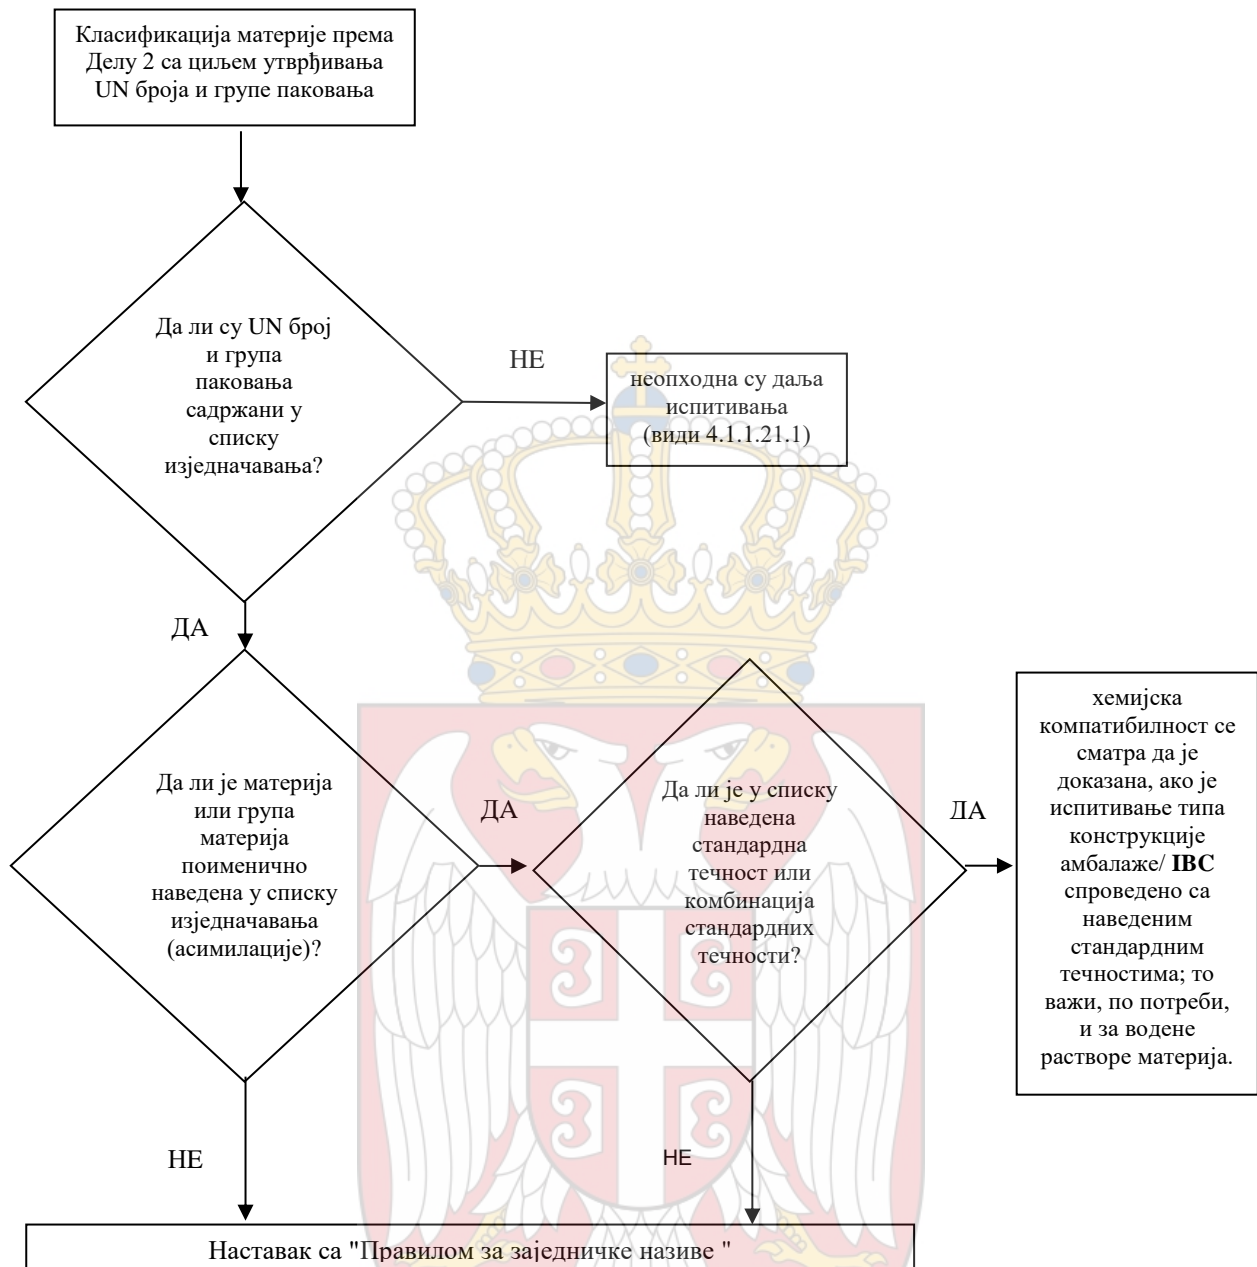 Класификација материје према
Делу 2 са циљем утврђивања
UN броја и групе паковања
Да ли су UN број
и група
паковања
садржани у
списку
изједначавања?
НЕ
неопходна су даља
испитивања
(види 4.1.1.21.1)
ДА
Да ли је материја
или група
материја
поименично
наведена у списку
изједначавања
(асимилације)?
ДА
Да ли је у списку
наведена
стандардна
течност или
комбинација
стандардних
течности?
ДА
хемијска
компатибилност се
сматра да је
доказана, ако је
испитивање типа
конструкције
амбалаже/ IBC
спроведено са
наведеним
стандардним
течностима; то
важи, по потреби,
и за водене
растворе материја.
НЕ
НЕ
Наставак са "Правилом за заједничке називе "